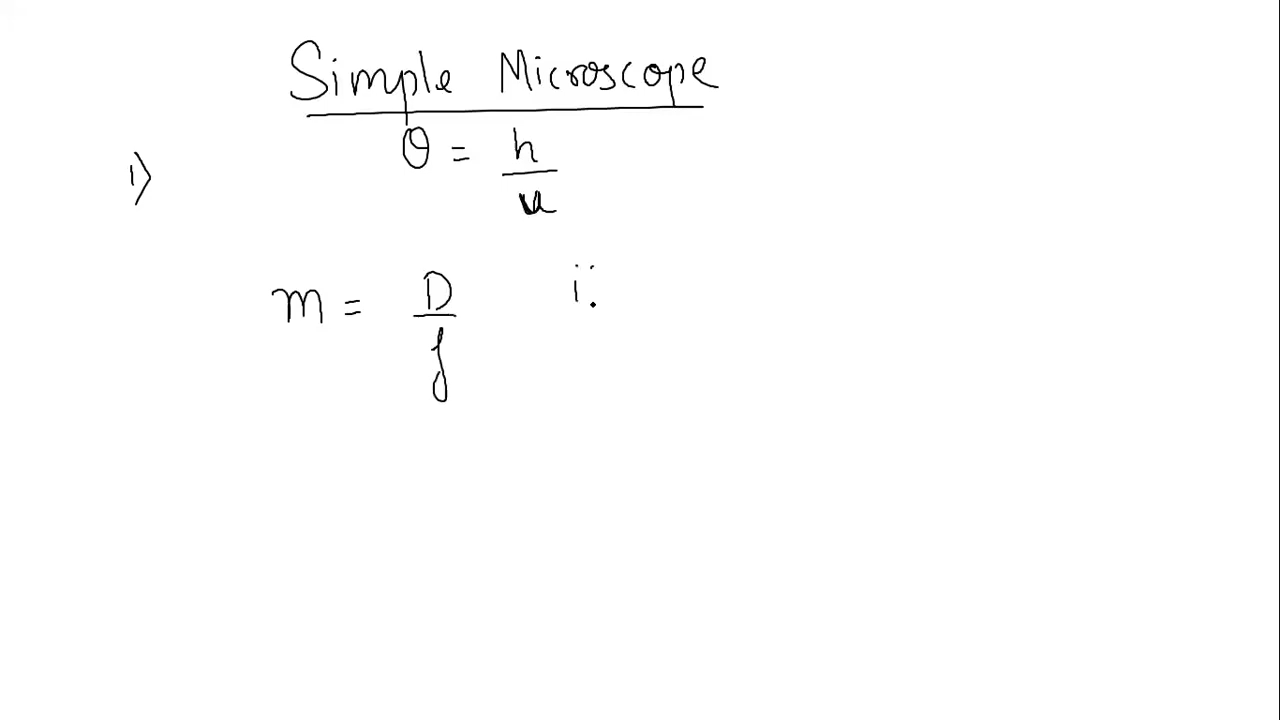 Simple Microscope
1) θ = h/u
m = D/f